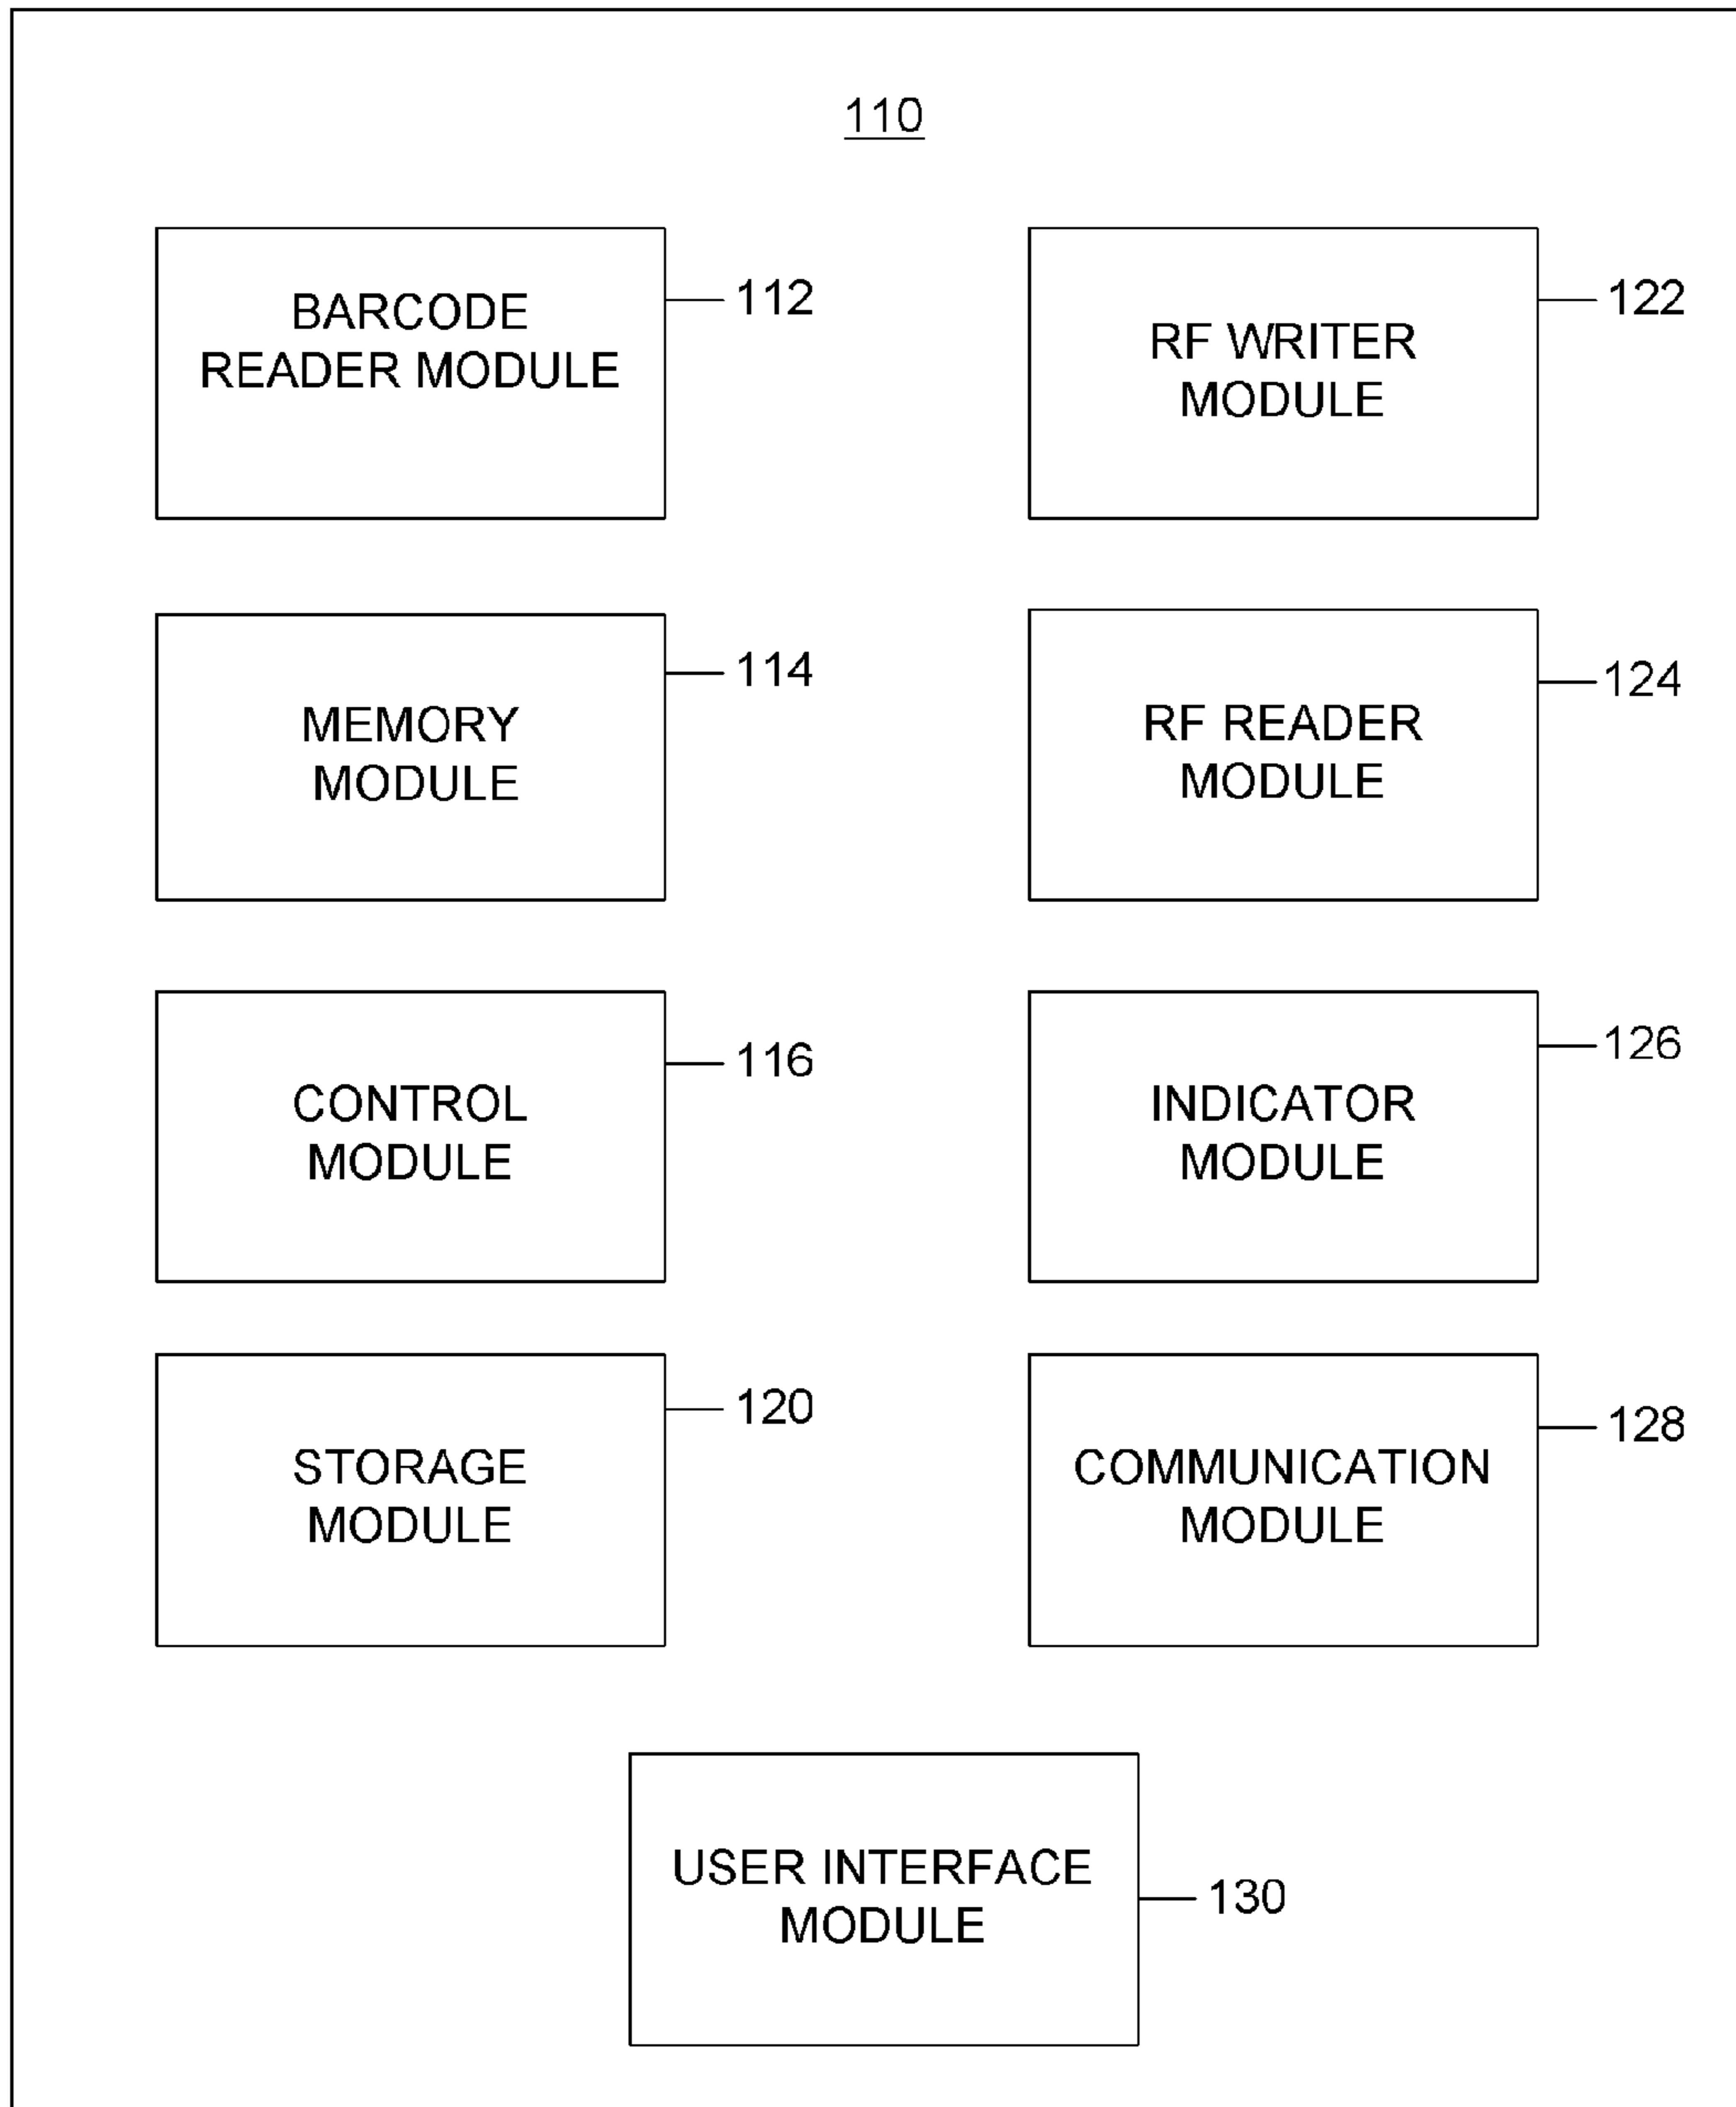 110
BARCODE
READER MODULE
112
RF WRITER
MODULE
122
MEMORY
MODULE
114
RF READER
MODULE
124
CONTROL
MODULE
116
INDICATOR
MODULE
126
STORAGE
MODULE
120
COMMUNICATION
MODULE
128
USER INTERFACE
MODULE
130